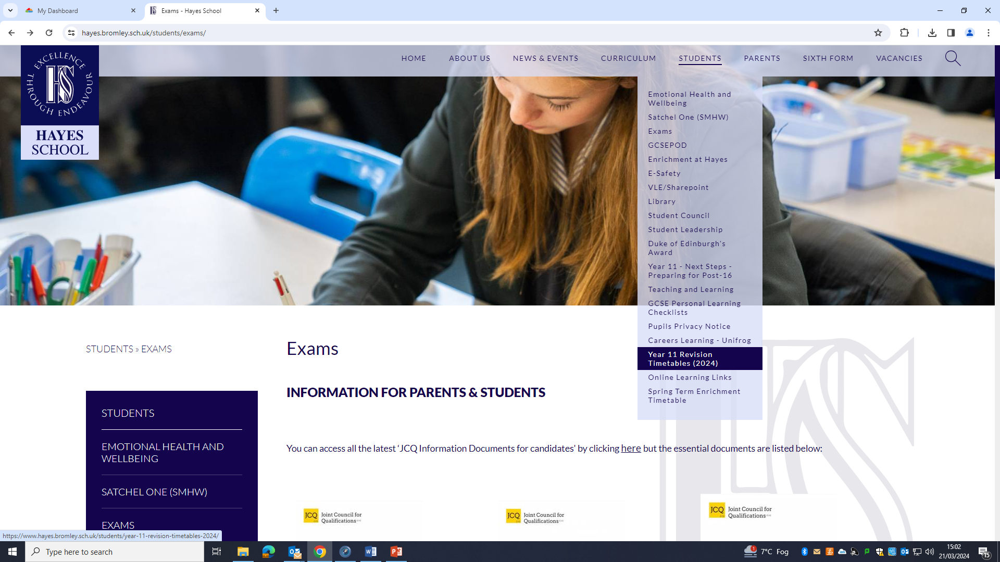 My Dashboard
Exams - Hayes School
hayes.bromley.sch.uk/students/exams/
EXCELLENCE THROUGH ENDEAVOUR
HS
HAYES
SCHOOL
HOME ABOUT US NEWS & EVENTS CURRICULUM STUDENTS PARENTS SIXTH FORM VACANCIES
Emotional Health and
Wellbeing
Satchel One (SMHW)
Exams
GCSEPOD
Enrichment at Hayes
E-Safety
VLE/Sharepoint
Library
Student Council
Student Leadership
Duke of Edinburgh's
Award
Year 11 - Next Steps -
Preparing for Post-16
Teaching and Learning
GCSE Personal Learning
Checklists
Pupils Privacy Notice
Careers Learning - Unifrog
Year 11 Revision
Timetables (2024)
Online Learning Links
Spring Term Enrichment
Timetable
STUDENTS » EXAMS
STUDENTS
EMOTIONAL HEALTH AND
WELLBEING
SATCHEL ONE (SMHW)
EXAMS
Exams
INFORMATION FOR PARENTS & STUDENTS
You can access all the latest ‘JCQ Information Documents for candidates' by clicking here but the essential documents are listed below:
JCQ Joint Council for
Qualifications
JCQ Joint Council for
Qualifications
JCQ Joint Council for
Qualifications
https://www.hayes.bromley.sch.uk/students/year-11-revision-timetables-2024/
Type here to search
1
7°C Fog
15:02
21/03/2024
15